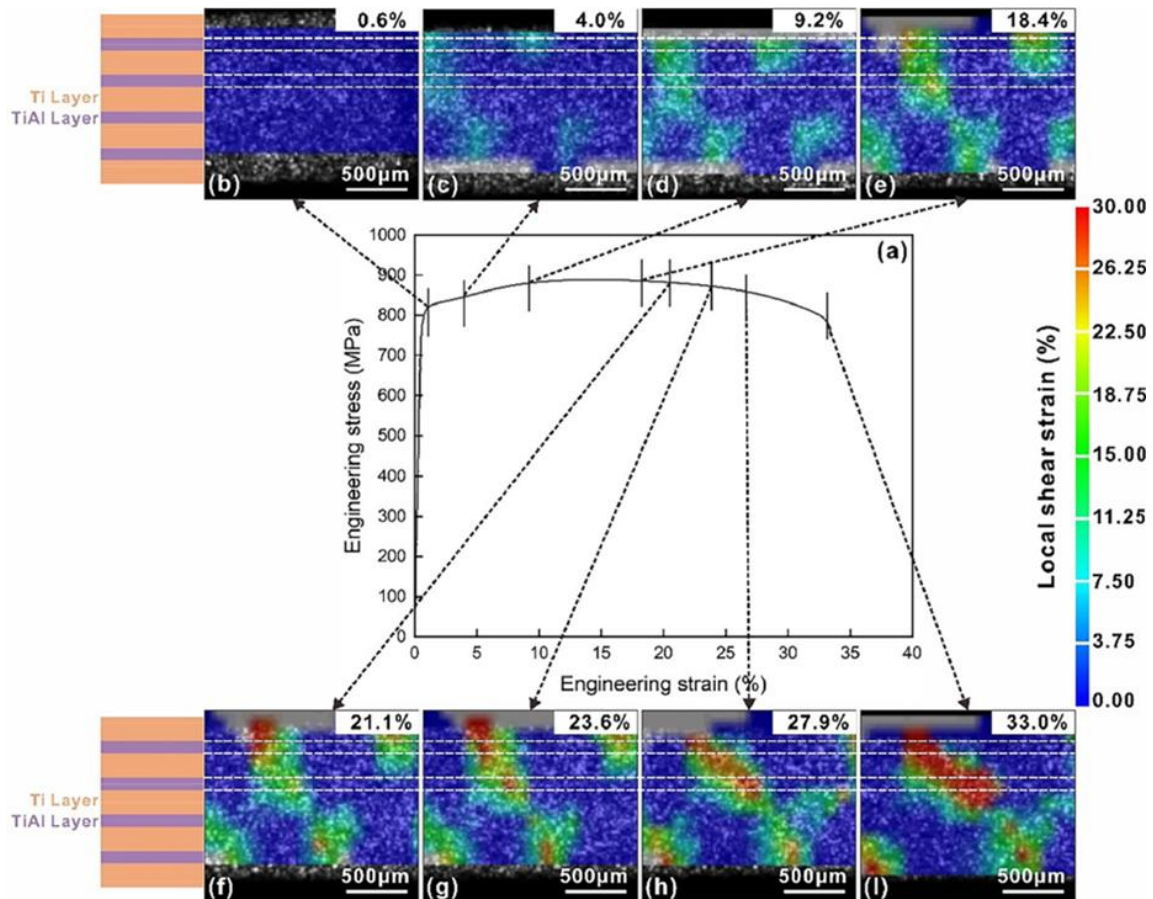 0.6%
4.0%
9.2%
18.4%
Ti Layer
TiAl Layer
(b)
500μm
(c)
500μm
(d)
500μm
(e)
500μm
(a)
1000
900
800
700
600
500
400
300
200
100
0
Engineering stress (MPa)
0 5 10 15 20 25 30 35 40
Engineering strain (%)
30.00
26.25
22.50
18.75
15.00
11.25
7.50
3.75
0.00
Local shear strain (%)
21.1%
23.6%
27.9%
33.0%
Ti Layer
TiAl Layer
(f)
500μm
(g)
500μm
(h)
500μm
(I)
500μm